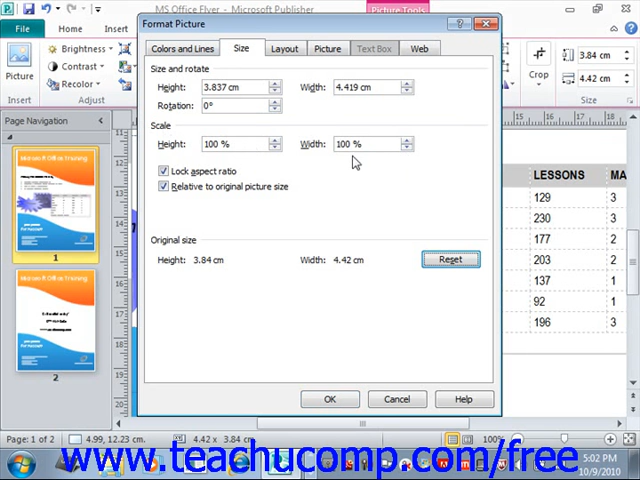 MS Office Flyer - Microsoft Publisher
Picture Tools
File
Home
Insert
Format Picture
Picture
Brightness
Contrast
Recolor
Crop
3.84 cm
4.42 cm
Colors and Lines
Size
Layout
Picture
Text Box
Web
Size and rotate
Height: 3.837 cm Width: 4.419 cm
Rotation: 0°
Scale
Height: 100 % Width: 100 %
Lock aspect ratio
Relative to original picture size
Original size
Height: 3.84 cm Width: 4.42 cm
Reset
OK
Cancel
Help
Page Navigation
1
2
LESSONS MA
129 3
230 3
177 2
203 2
137 1
92 1
196 3
Page: 1 of 2
4.99, 12.23 cm.
4.42 x 3.84 cm.
100%
www.teachucomp.com/free
5:02 PM
10/9/2010